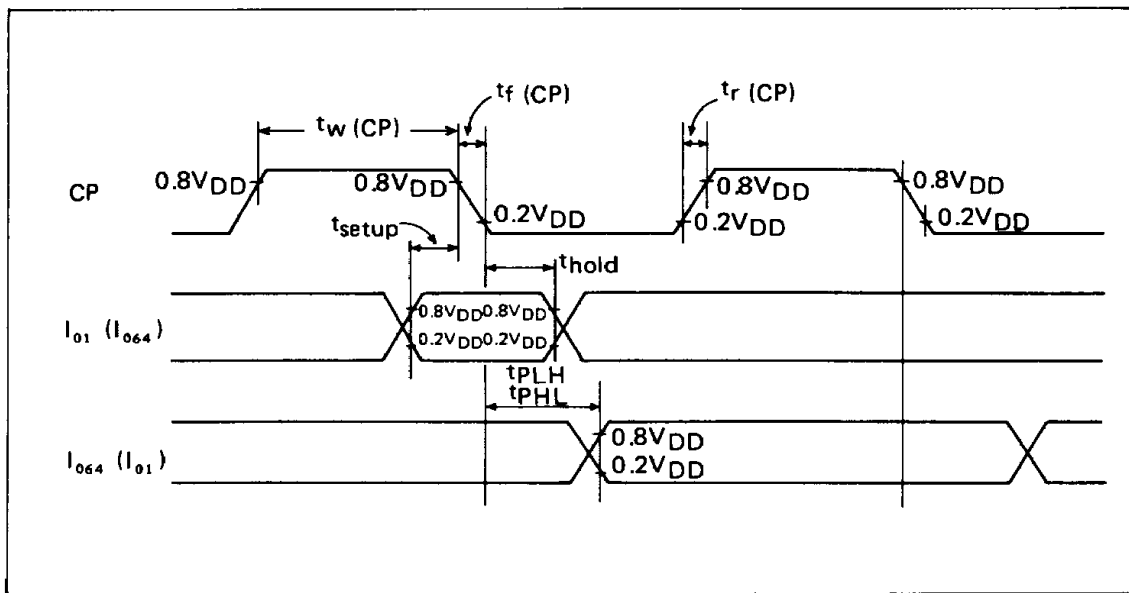 tf (CP)
tr (CP)
tw (CP)
CP
0.8VDD
0.8VDD
0.8VDD
0.8VDD
0.2VDD
0.2VDD
0.2VDD
tsetup
thold
I01 (I064)
0.8VDD0.8VDD
0.2VDD0.2VDD
tPLH
tPHL
I064 (I01)
0.8VDD
0.2VDD